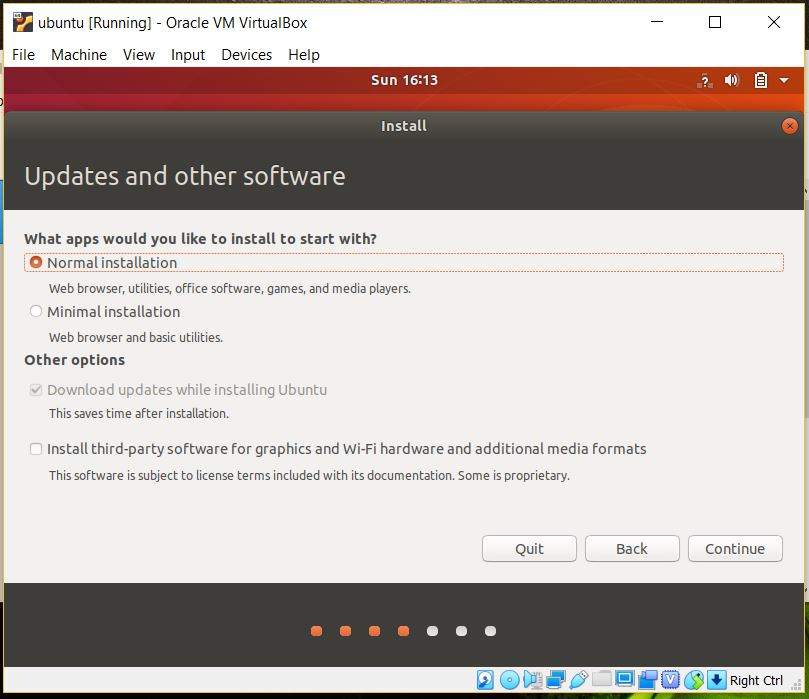 ubuntu [Running] - Oracle VM VirtualBox
File Machine View Input Devices Help
Sun 16:13
?
Install
Updates and other software
What apps would you like to install to start with?
Normal installation
Web browser, utilities, office software, games, and media players.
Minimal installation
Web browser and basic utilities.
Other options
Download updates while installing Ubuntu
This saves time after installation.
Install third-party software for graphics and Wi-Fi hardware and additional media formats
This software is subject to license terms included with its documentation. Some is proprietary.
Quit Back Continue
Right Ctrl